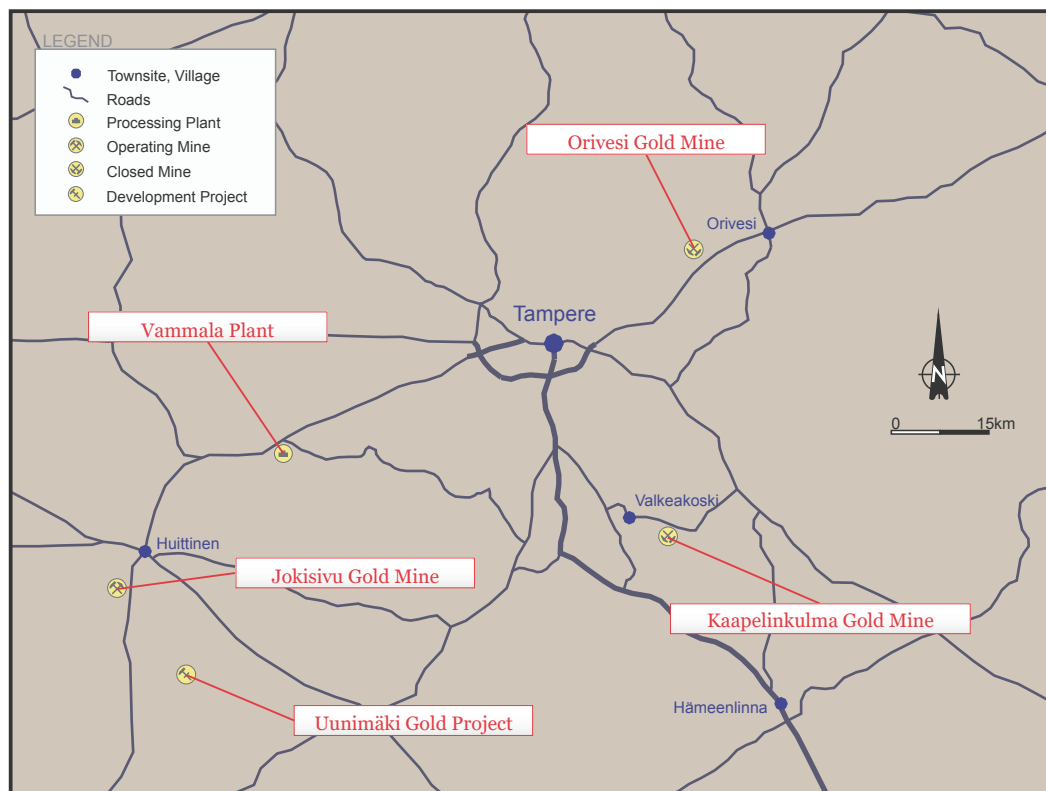 LEGEND
Townsite, Village
Roads
Processing Plant
Operating Mine
Closed Mine
Development Project
Orivesi Gold Mine
Orivesi
Tampere
Vammala Plant
N
0 15km
Valkeakoski
Huittinen
Jokisivu Gold Mine
Kaapelinkulma Gold Mine
Hämeenlinna
Uunimäki Gold Project